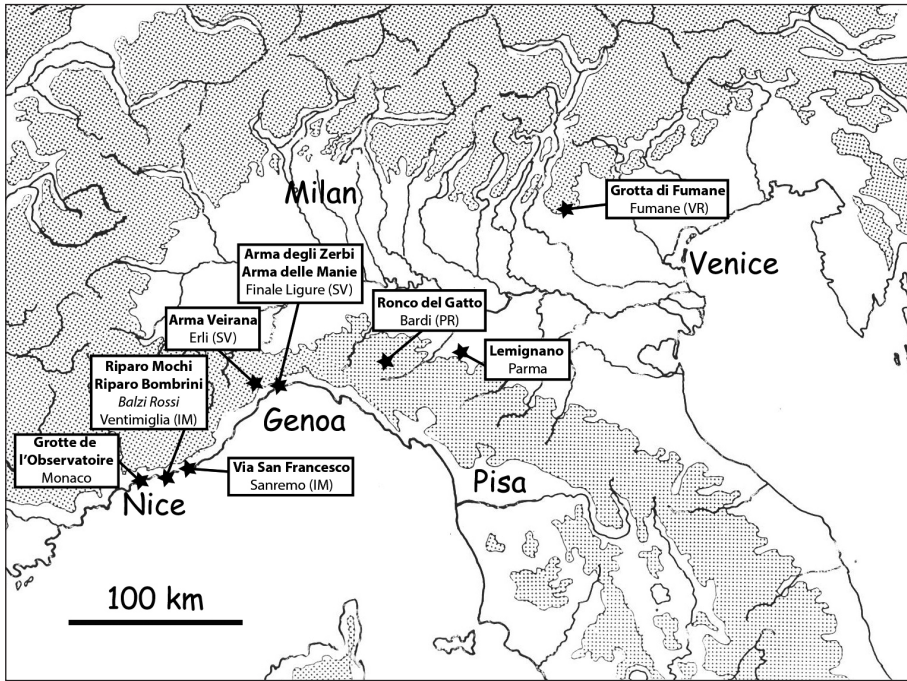 Milan
Grotta di Fumane
Fumane (VR)
Venice
Arma degli Zerbi
Arma delle Manie
Finale Ligure (SV)
Ronco del Gatto
Bardi (PR)
Arma Veirana
Erli (SV)
Lemignano
Parma
Riparo Mochi
Riparo Bombrini
Balzi Rossi
Ventimiglia (IM)
Genoa
Grotte de
l'Observatoire
Monaco
Via San Francesco
Sanremo (IM)
Pisa
Nice
100 km